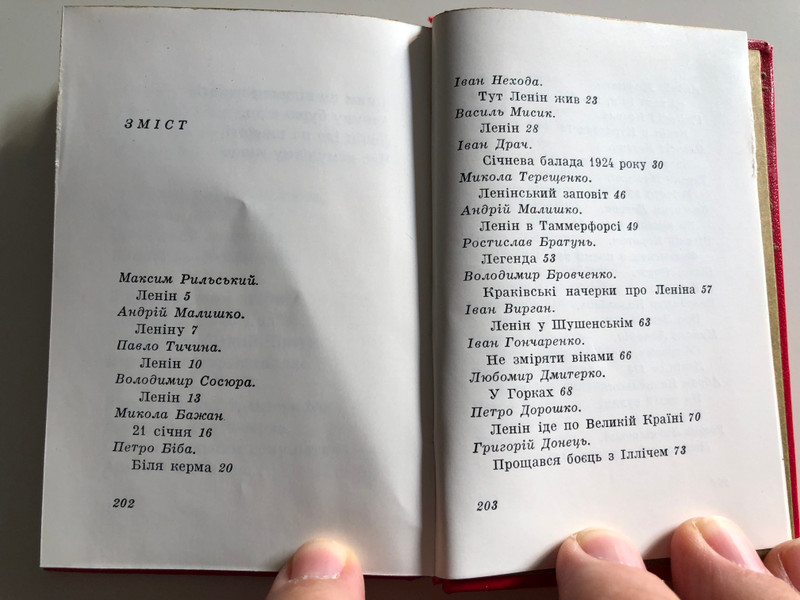 ЗМІСТ
Максим Рильський.
Ленін 5
Андрій Малишко.
Леніну 7
Павло Тичина.
Ленін 10
Володимир Сосюра.
Ленін 13
Микола Бажан
21 січня 16
Петро Біба.
Біля керма 20
202
Іван Нехода.
Тут Ленін жив 23
Василь Мисик.
Ленін 28
Іван Драч.
Січнева балада 1924 року 30
Микола Терещенко.
Ленінський заповіт 46
Андрій Малишко.
Ленін в Таммерфорсі 49
Ростислав Братунь.
Легенда 53
Володимир Бровченко.
Краківські начерки про Леніна 57
Іван Вирган.
Ленін у Шушенськім 63
Іван Гончаренко.
Не зміряти віками 66
Любомир Дмитерко.
У Горках 68
Петро Дорошко.
Ленін іде по Великій Країні 70
Григорій Донець.
Прощався боєць з Іллічем 73
203